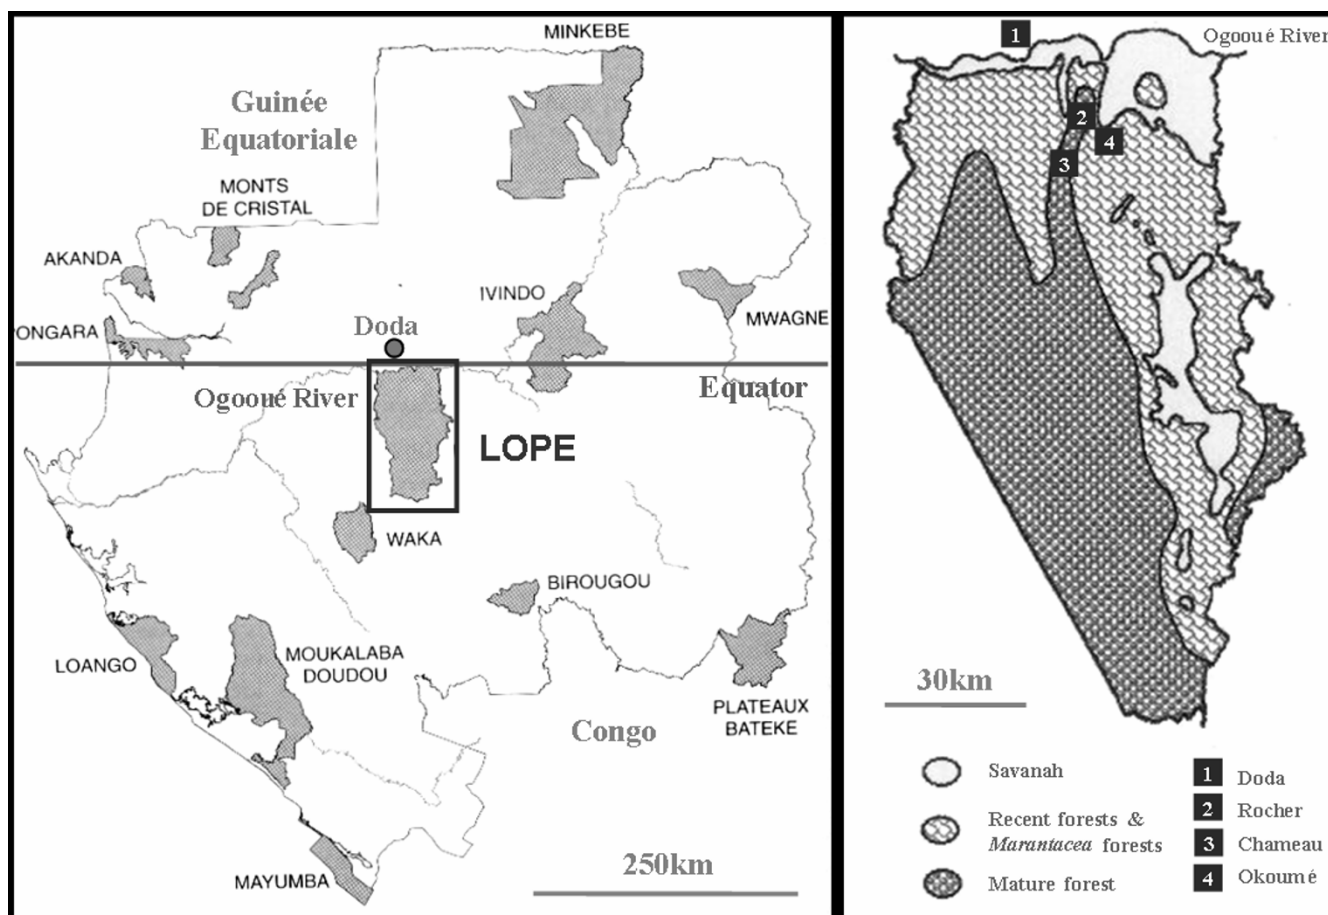 MINKEBE
Guinée
Equatoriale
MONTS
DE CRISTAL
AKANDA
IVINDO
MWAGNE
PONGARA
Doda
Equator
Ogooué River
LOPE
WAKA
BIROUGOU
LOANGO
MOUKALABA
DOUDOU
PLATEAUX
BATEKE
Congo
MAYUMBA
250km
1
Ogooué River
2
4
3
30km
Savanah
Recent forests &
Marantacea forests
Mature forest
1 Doda
2 Rocher
3 Chameau
4 Okoumé